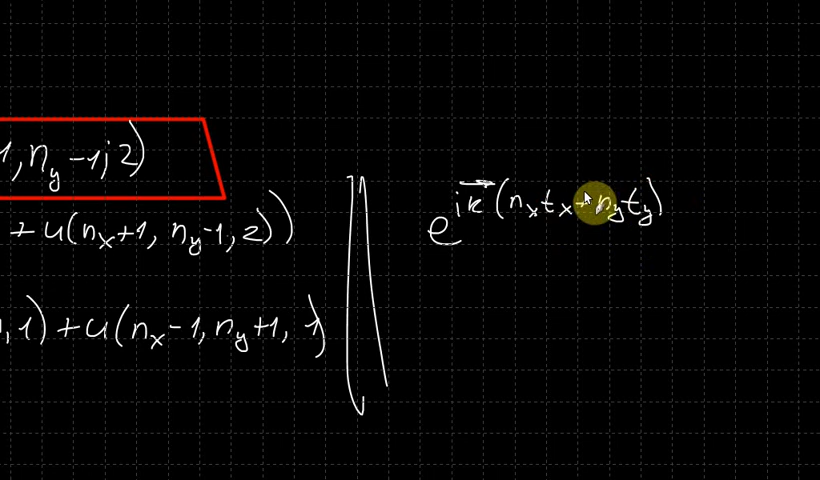 1, n_y -1; 2)
+ u(n_x+1, n_y-1, 2))
, 1) + u(n_x-1, n_y+1, 1)
e^{i\vec{k}(n_x t_x + n_y t_y)}